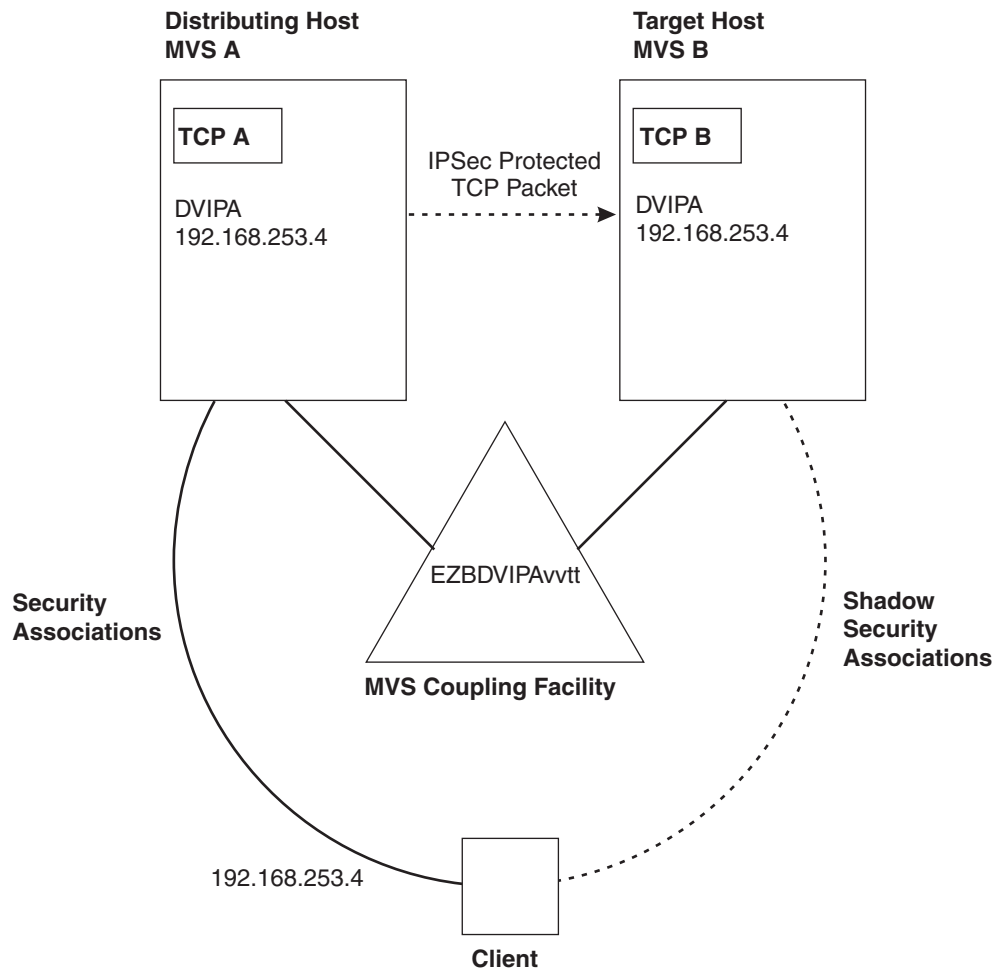 Distributing Host
MVS A
Target Host
MVS B
TCP A
TCP B
IPSec Protected
TCP Packet
DVIPA
192.168.253.4
DVIPA
192.168.253.4
EZBDVIPAvvtt
Security
Associations
Shadow
Security
Associations
MVS Coupling Facility
192.168.253.4
Client